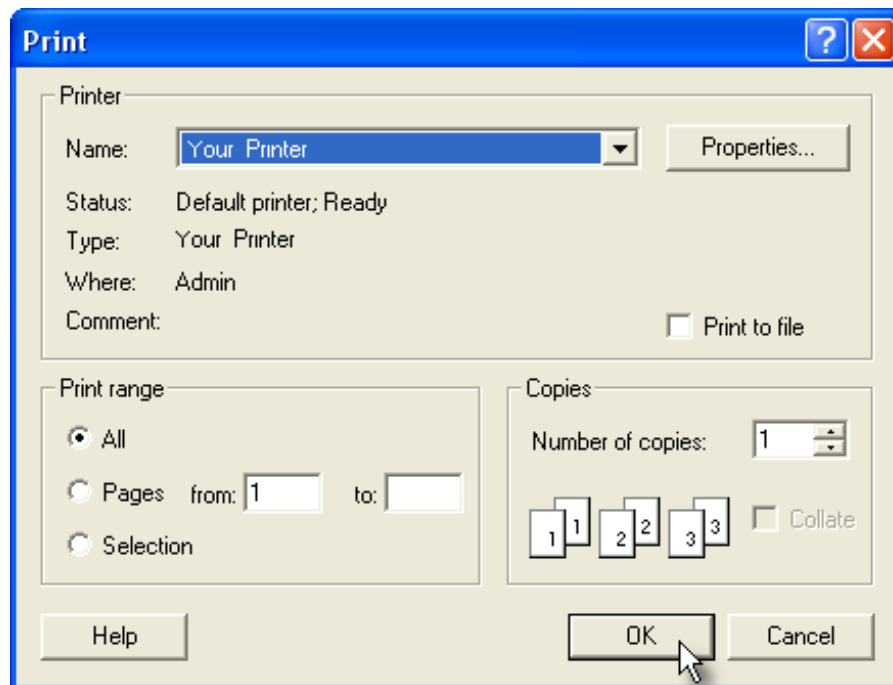 Print
Printer
Name: Your Printer Properties...
Status: Default printer; Ready
Type: Your Printer
Where: Admin
Comment:
Print to file
Print range
All
Pages from: 1 to:
Selection
Copies
Number of copies: 1
1 1 2 2 3 3 Collate
Help OK Cancel